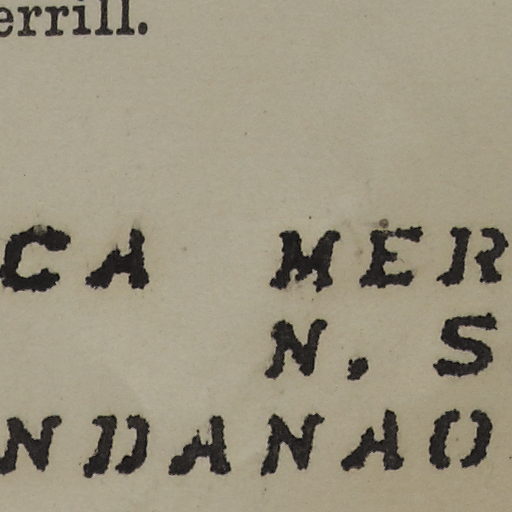 errill.
CA MER
N. S
NDANAO